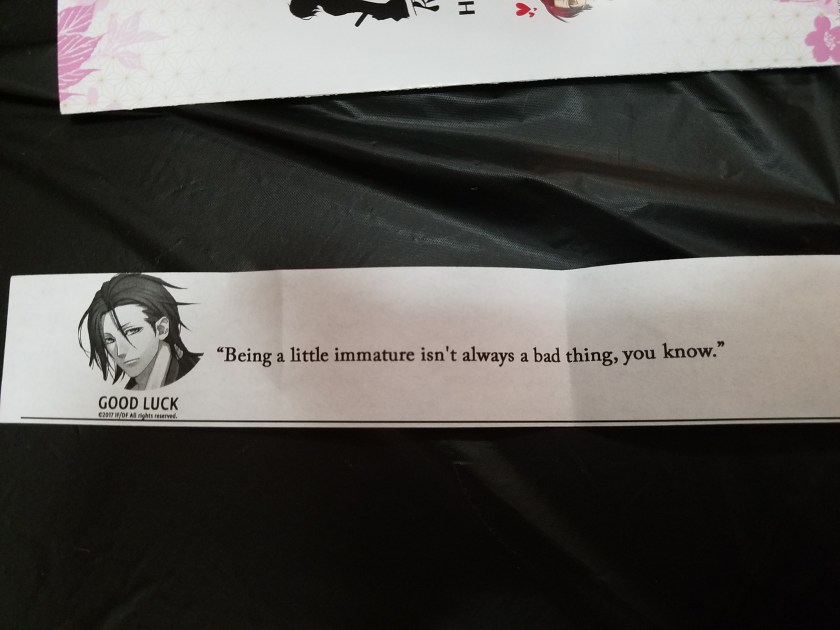 “Being a little immature isn't always a bad thing, you know.”
GOOD LUCK
©2017 IF/DF All rights reserved.